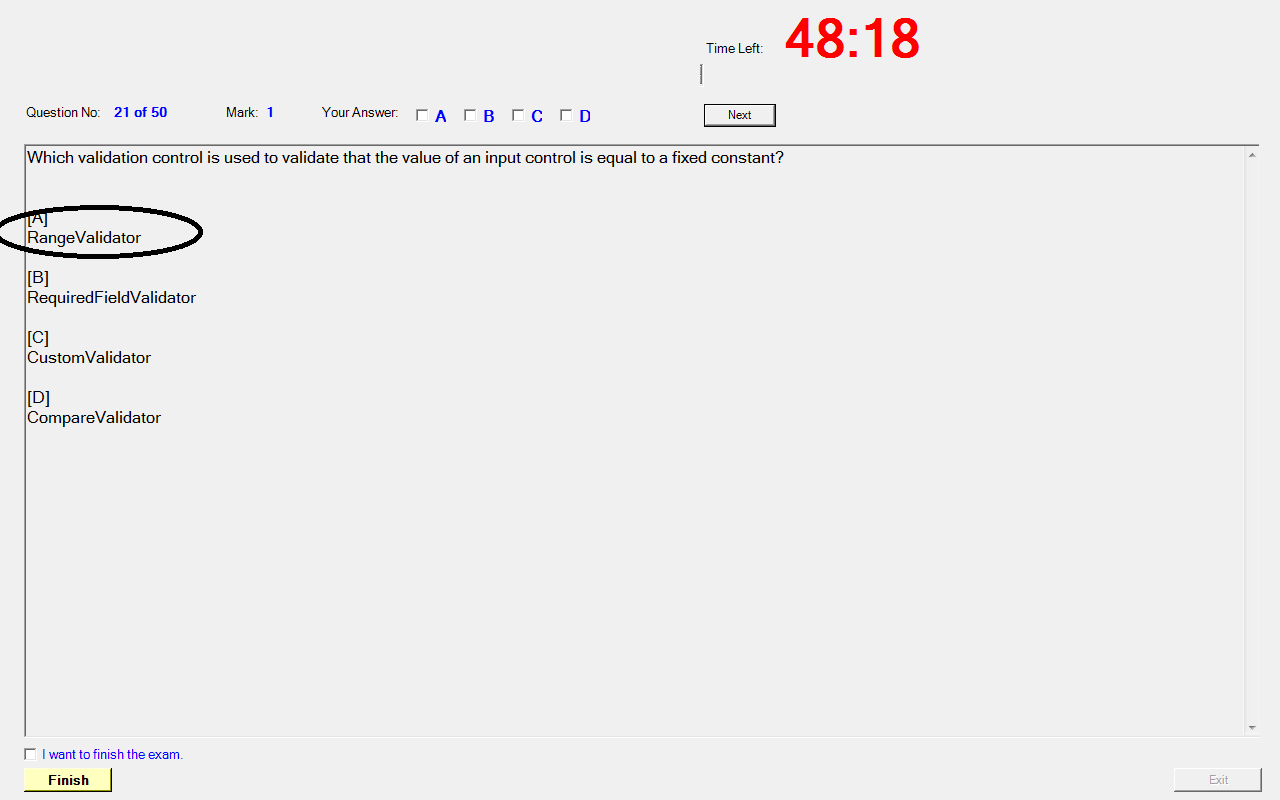 Time Left: 48:18
Question No: 21 of 50 Mark: 1 Your Answer: A B C D Next
Which validation control is used to validate that the value of an input control is equal to a fixed constant?
[A]
RangeValidator
[B]
RequiredFieldValidator
[C]
CustomValidator
[D]
CompareValidator
I want to finish the exam.
Finish Exit